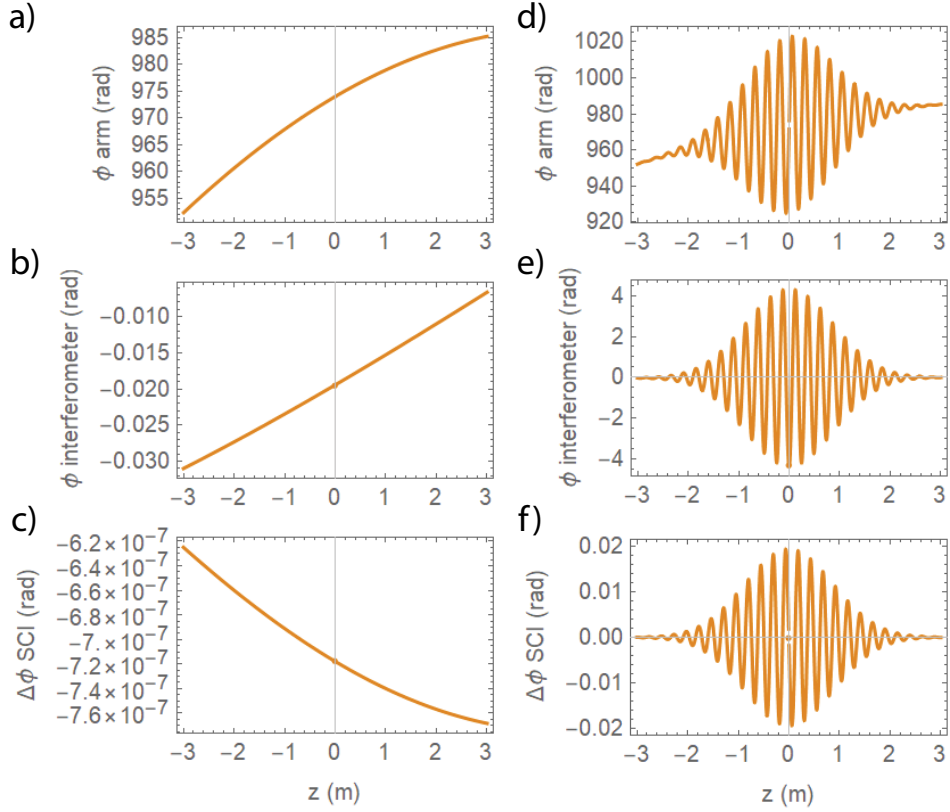 a)
ϕ arm (rad)
985
980
975
970
965
960
955
−3 −2 −1 0 1 2 3
b)
ϕ interferometer (rad)
−0.010
−0.015
−0.020
−0.025
−0.030
−3 −2 −1 0 1 2 3
c)
Δϕ SCI (rad)
−6.2×10⁻⁷
−6.4×10⁻⁷
−6.6×10⁻⁷
−6.8×10⁻⁷
−7.×10⁻⁷
−7.2×10⁻⁷
−7.4×10⁻⁷
−7.6×10⁻⁷
−3 −2 −1 0 1 2 3
z (m)
d)
ϕ arm (rad)
1020
1000
980
960
940
920
−3 −2 −1 0 1 2 3
e)
ϕ interferometer (rad)
4
2
0
−2
−4
−3 −2 −1 0 1 2 3
f)
Δϕ SCI (rad)
0.02
0.01
0.00
−0.01
−0.02
−3 −2 −1 0 1 2 3
z (m)